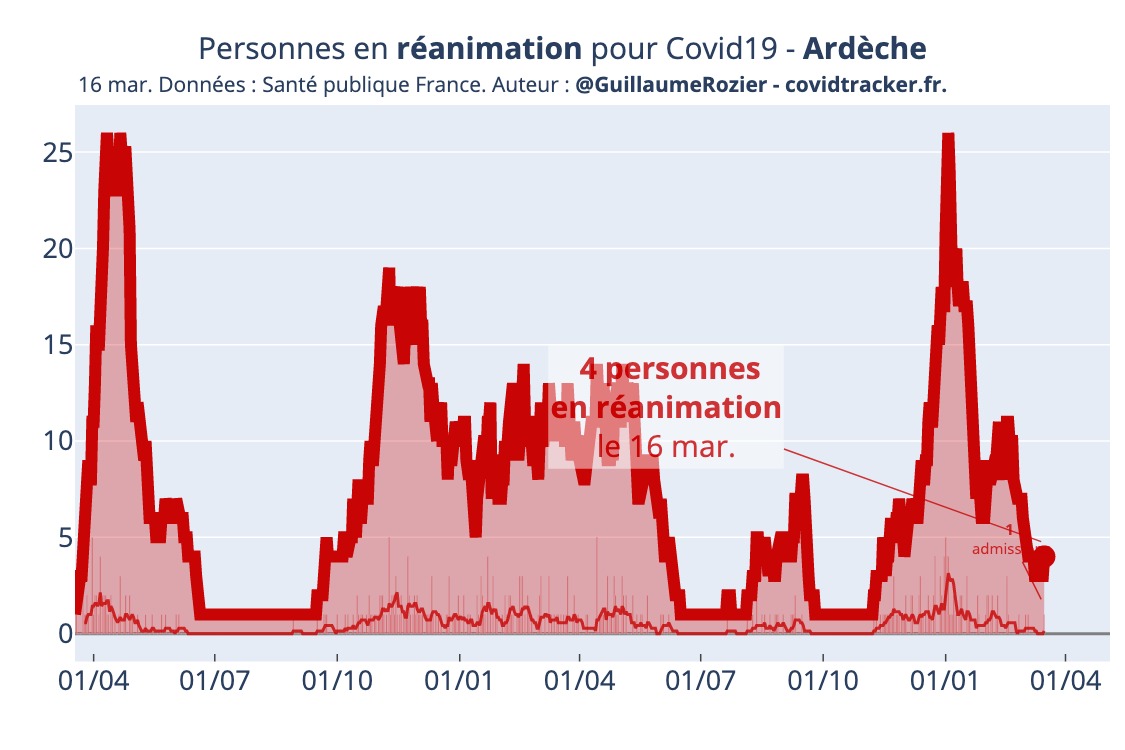 Personnes en réanimation pour Covid19 - Ardèche
16 mar. Données : Santé publique France. Auteur : @GuillaumeRozier - covidtracker.fr.
25
20
15
10
5
0
4 personnes
en réanimation
le 16 mar.
1
admiss
01/04
01/07
01/10
01/01
01/04
01/07
01/10
01/01
01/04